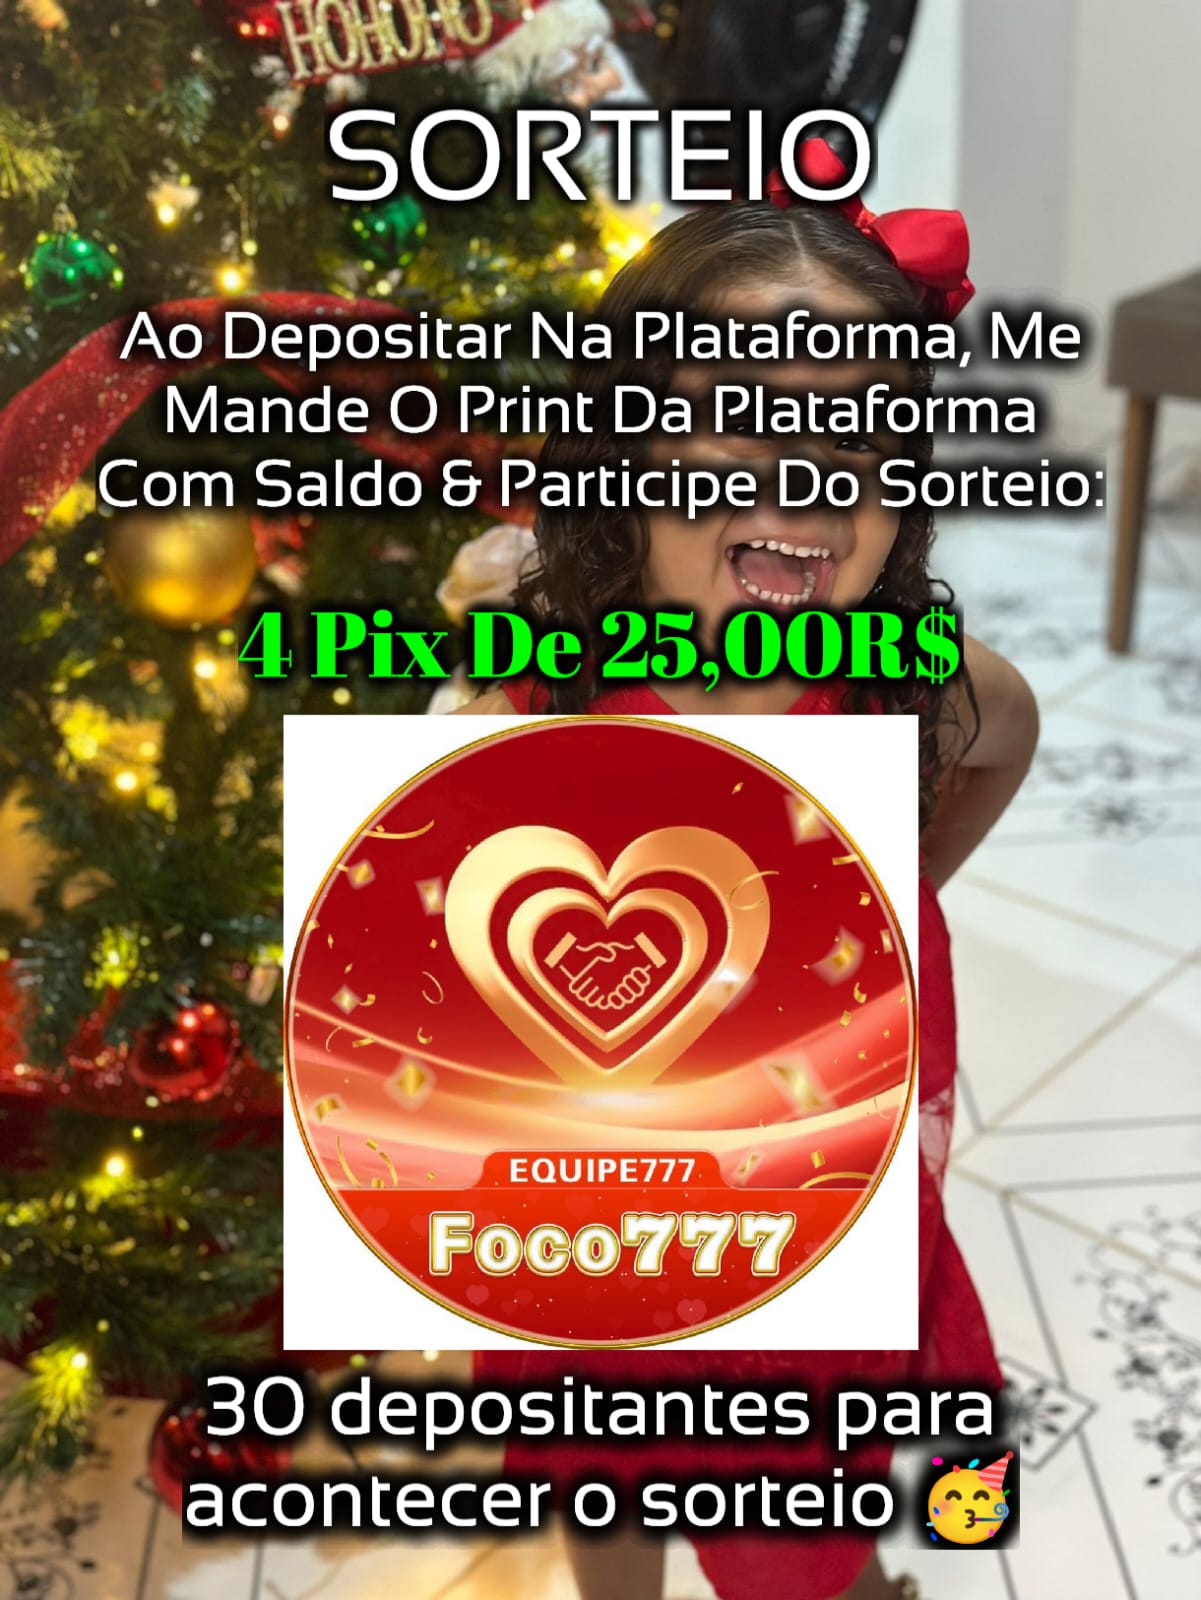 HOHOHO
SORTEIO
Ao Depositar Na Plataforma, Me
Mande O Print Da Plataforma
Com Saldo & Participe Do Sorteio:
4 Pix De 25,00R$
EQUIPE777
Foco777
30 depositantes para
acontecer o sorteio 🥳